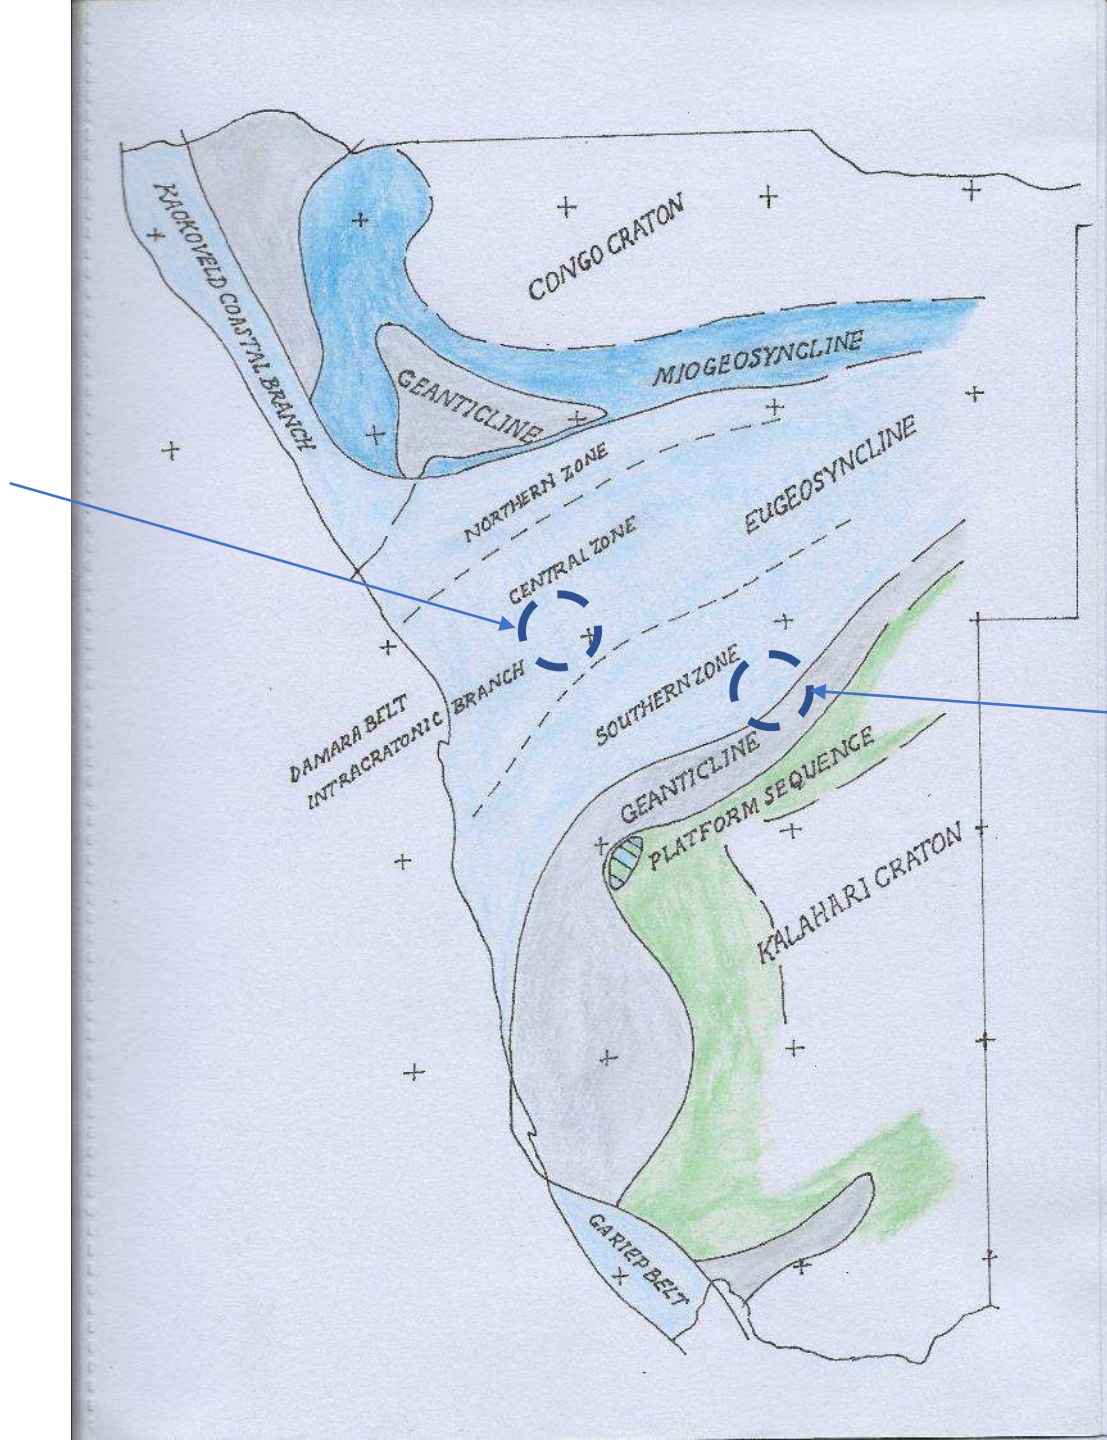 KAOKOVELD COASTAL BRANCH
CONGO CRATON
MIOGEOSYNCLINE
GEANTICLINE
NORTHERN ZONE
EUGEOSYNCLINE
CENTRAL ZONE
DAMARA BELT
INTRACRATONIC BRANCH
SOUTHERN ZONE
GEANTICLINE
PLATFORM SEQUENCE
KALAHARI CRATON
GARIEP BELT